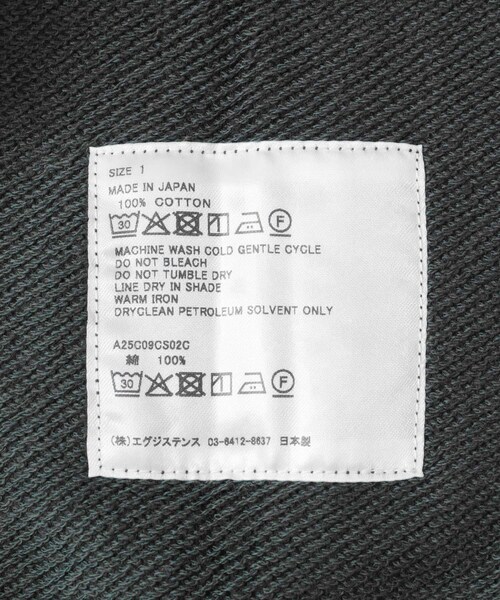 SIZE 1
MADE IN JAPAN
100% COTTON
30 F
MACHINE WASH COLD GENTLE CYCLE
DO NOT BLEACH
DO NOT TUMBLE DRY
LINE DRY IN SHADE
WARM IRON
DRYCLEAN PETROLEUM SOLVENT ONLY
A25C09CS02C
綿 100%
30 F
(株)エグジステンス 03-6412-8637 日本製